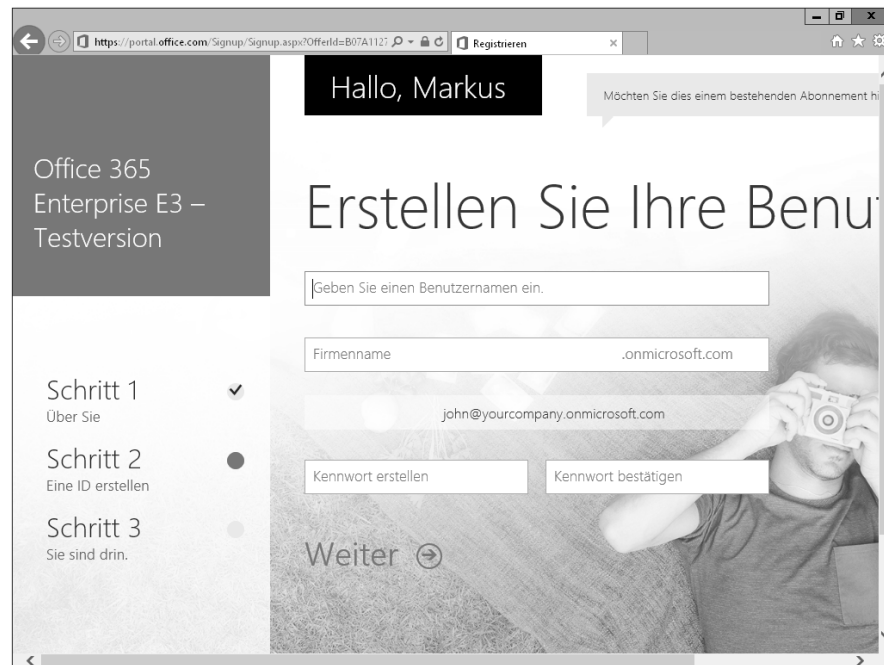 https://portal.office.com/Signup/Signup.aspx?OfferId=B07A1127
Registrieren
Hallo, Markus
Möchten Sie dies einem bestehenden Abonnement hi
Office 365
Enterprise E3 –
Testversion
Erstellen Sie Ihre Benu
Geben Sie einen Benutzernamen ein.
Firmenname .onmicrosoft.com
john@yourcompany.onmicrosoft.com
Kennwort erstellen Kennwort bestätigen
Weiter
Schritt 1
Über Sie
Schritt 2
Eine ID erstellen
Schritt 3
Sie sind drin.